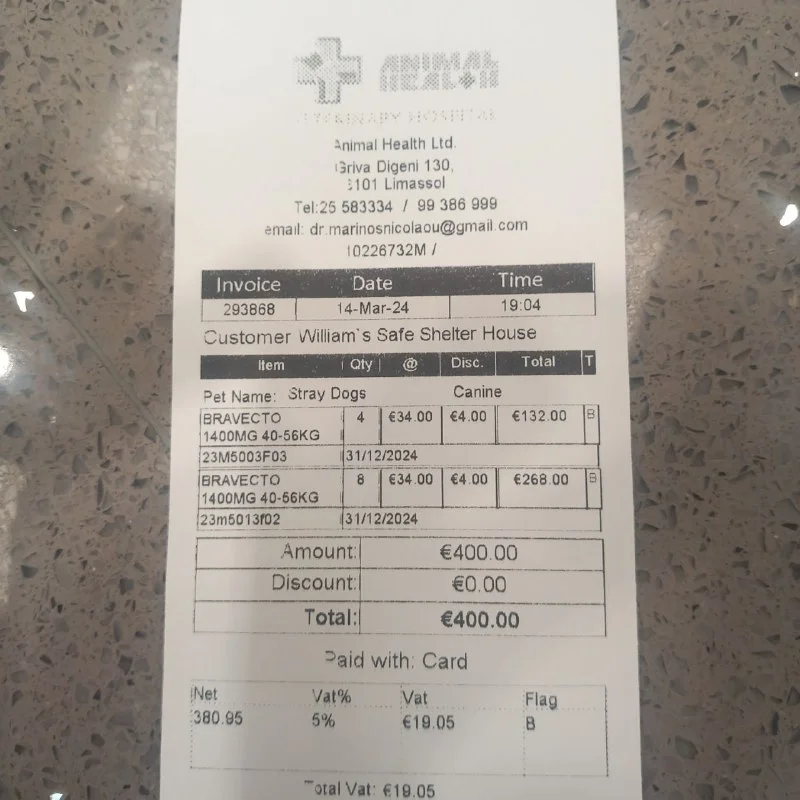 ANIMAL
HEALTH
VETERINARY HOSPITAL
Animal Health Ltd.
Griva Digeni 130,
3101 Limassol
Tel:25 583334 / 99 386 999
email: dr.marinosnicolaou@gmail.com
10226732M /
Invoice Date Time
293868 14-Mar-24 19:04
Customer William`s Safe Shelter House
Item Qty @ Disc. Total T
Pet Name: Stray Dogs Canine
BRAVECTO 4 €34.00 €4.00 €132.00 B
1400MG 40-56KG
23M5003F03 31/12/2024
BRAVECTO 8 €34.00 €4.00 €268.00 B
1400MG 40-56KG
23m5013f02 31/12/2024
Amount: €400.00
Discount: €0.00
Total: €400.00
Paid with: Card
Net Vat% Vat Flag
380.95 5% €19.05 B
Total Vat: €19.05